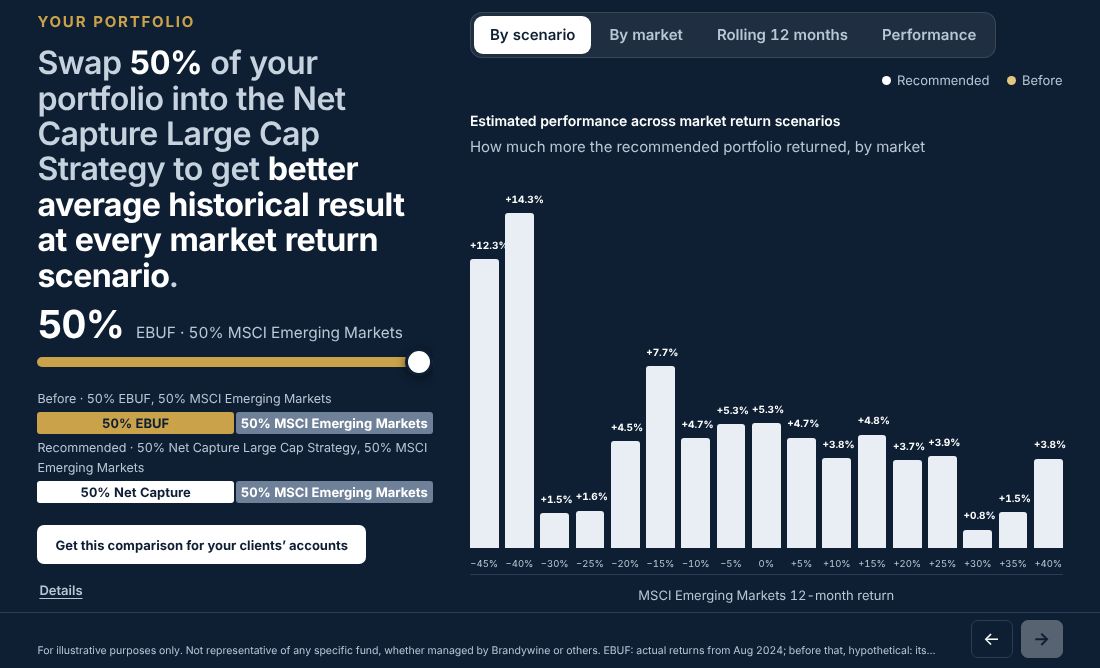 YOUR PORTFOLIO
Swap 50% of your
portfolio into the Net
Capture Large Cap
Strategy to get better
average historical result
at every market return
scenario.
50% EBUF · 50% MSCI Emerging Markets
Before · 50% EBUF, 50% MSCI Emerging Markets
50% EBUF 50% MSCI Emerging Markets
Recommended · 50% Net Capture Large Cap Strategy, 50% MSCI
Emerging Markets
50% Net Capture 50% MSCI Emerging Markets
Get this comparison for your clients’ accounts
Details
By scenario By market Rolling 12 months Performance
Recommended Before
Estimated performance across market return scenarios
How much more the recommended portfolio returned, by market
+12.3% +14.3% +1.5% +1.6% +4.5% +7.7% +4.7% +5.3% +5.3% +4.7% +3.8% +4.8% +3.7% +3.9% +0.8% +1.5% +3.8%
−45% −40% −30% −25% −20% −15% −10% −5% 0% +5% +10% +15% +20% +25% +30% +35% +40%
MSCI Emerging Markets 12-month return
For illustrative purposes only. Not representative of any specific fund, whether managed by Brandywine or others. EBUF: actual returns from Aug 2024; before that, hypothetical: its…